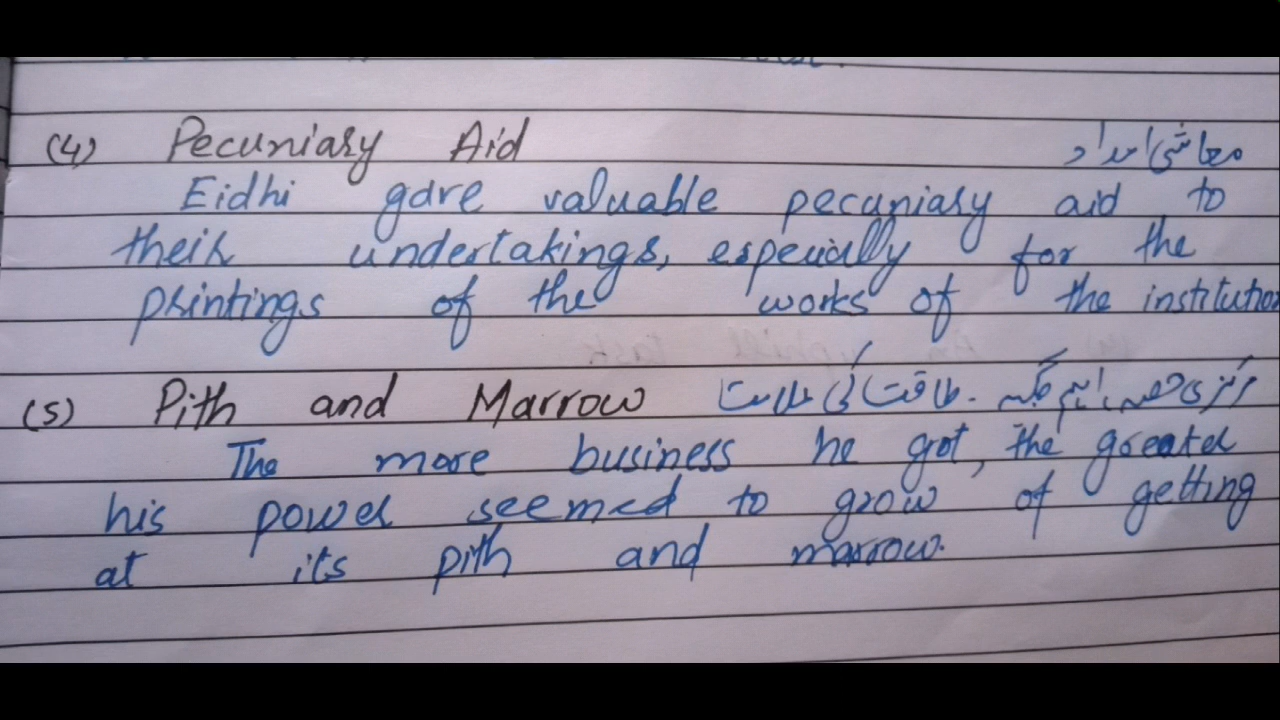 (4) Pecuniary Aid معاشی امداد
Eidhi gave valuable pecuniary aid to
their undertakings, especially for the
printings of the works of the institution
(5) Pith and Marrow مرکزی حصہ، اہم جگہ. طاقت کی علامت
The more business he got, the greater
his power seemed to grow of getting
at its pith and marrow.